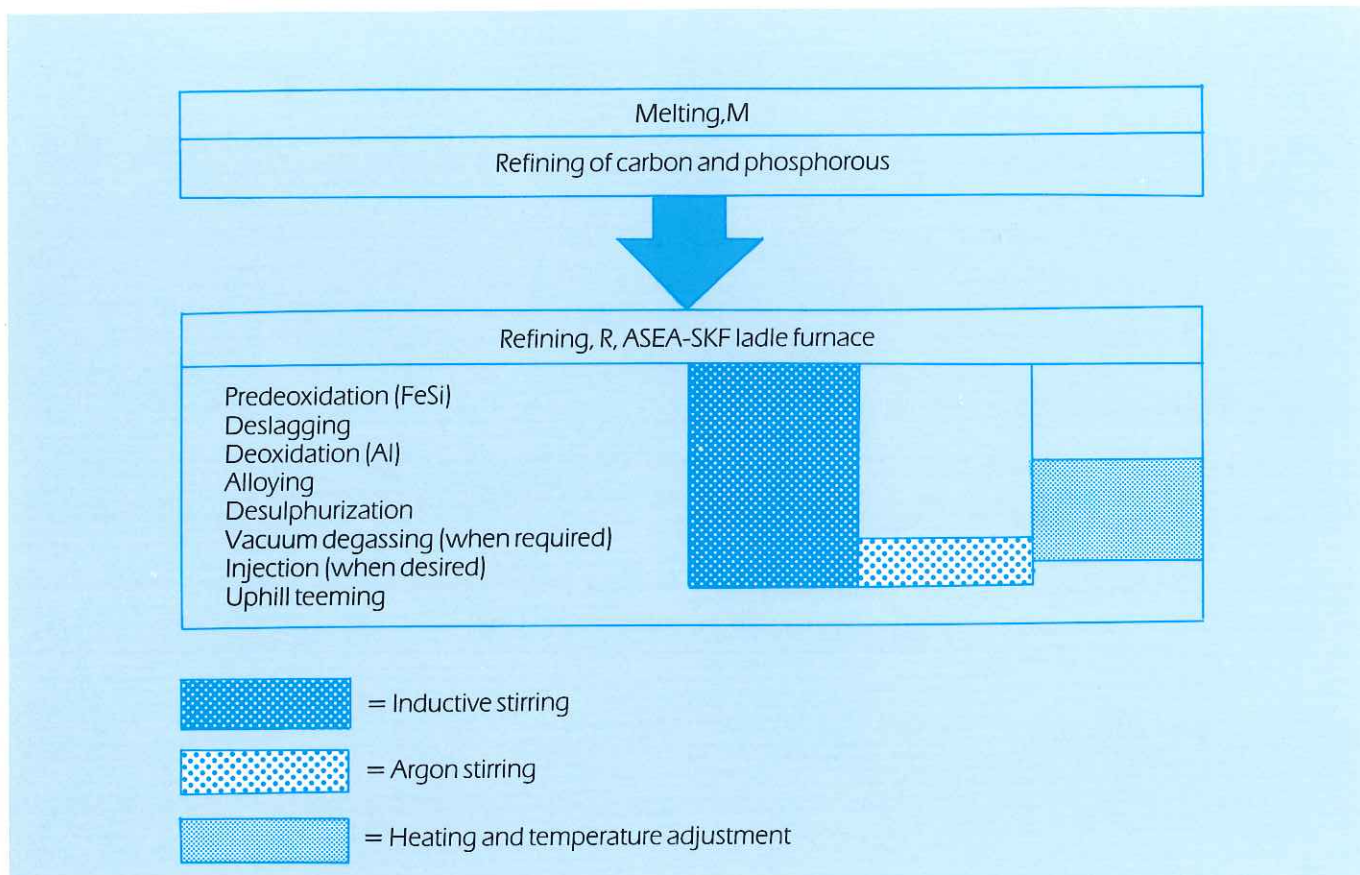 Melting,M
Refining of carbon and phosphorous
Refining, R, ASEA-SKF ladle furnace
Predeoxidation (FeSi)
Deslagging
Deoxidation (Al)
Alloying
Desulphurization
Vacuum degassing (when required)
Injection (when desired)
Uphill teeming
= Inductive stirring
= Argon stirring
= Heating and temperature adjustment